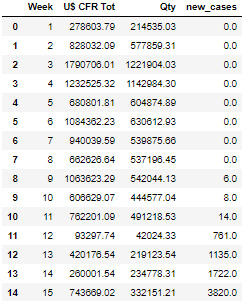 Week U$ CFR Tot Qty new_cases
0 1 278603.79 214535.03 0.0
1 2 828032.09 577859.31 0.0
2 3 1790706.01 1221904.03 0.0
3 4 1235525.32 1142984.30 0.0
4 5 680801.81 604874.89 0.0
5 6 1084362.23 630612.93 0.0
6 7 940039.59 539875.66 0.0
7 8 662626.64 537196.45 0.0
8 9 1063623.29 542044.13 6.0
9 10 606629.07 444577.04 8.0
10 11 762201.09 491218.53 14.0
11 12 93297.74 42024.33 761.0
12 13 420176.54 219123.54 1135.0
13 14 260001.54 234778.31 1722.0
14 15 743669.02 332151.21 3820.0